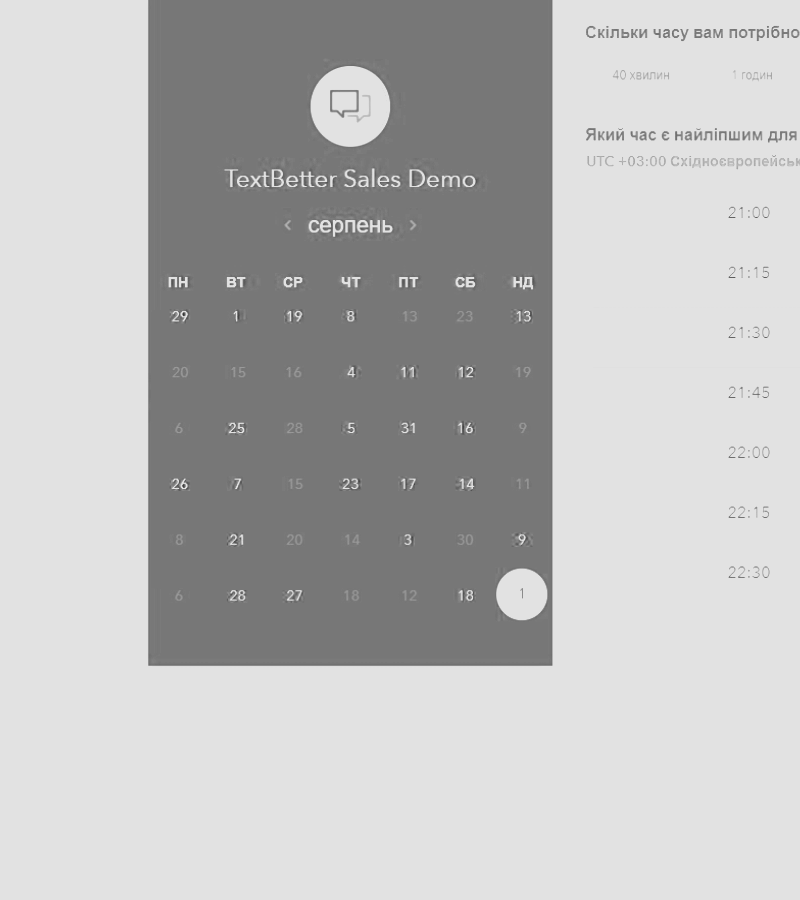 TextBetter Sales Demo
серпень
ПН ВТ СР ЧТ ПТ СБ НД
29 1 19 8 13 23 13
20 15 16 4 11 12 19
6 25 28 5 31 16 9
26 7 15 23 17 14 11
8 21 20 14 3 30 9
6 28 27 18 12 18 1
Скільки часу вам потрібно
40 хвилин 1 годин
Який час є найліпшим для
UTC +03:00 Східноєвропейськ
21:00
21:15
21:30
21:45
22:00
22:15
22:30